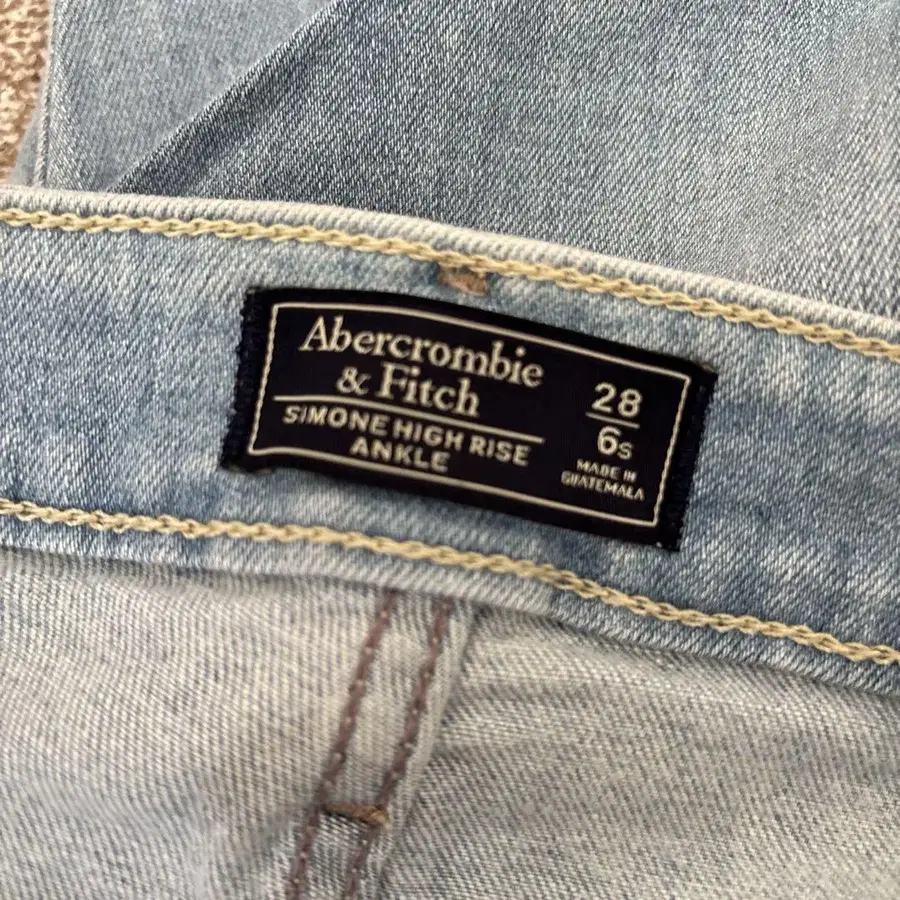 Abercrombie
& Fitch
SIMONE HIGH RISE
ANKLE
28
6s
MADE IN
GUATEMALA